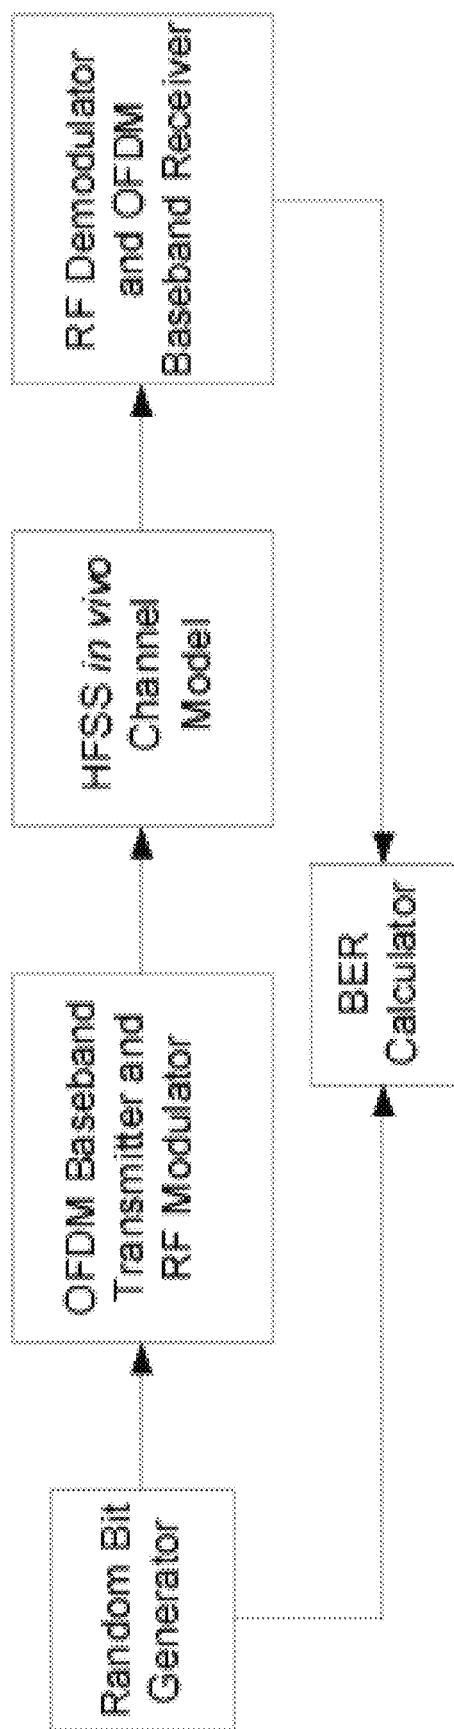 Random Bit
Generator
OFDM Baseband
Transmitter and
RF Modulator
HFSS in vivo
Channel
Model
RF Demodulator
and OFDM
Baseband Receiver
BER
Calculator